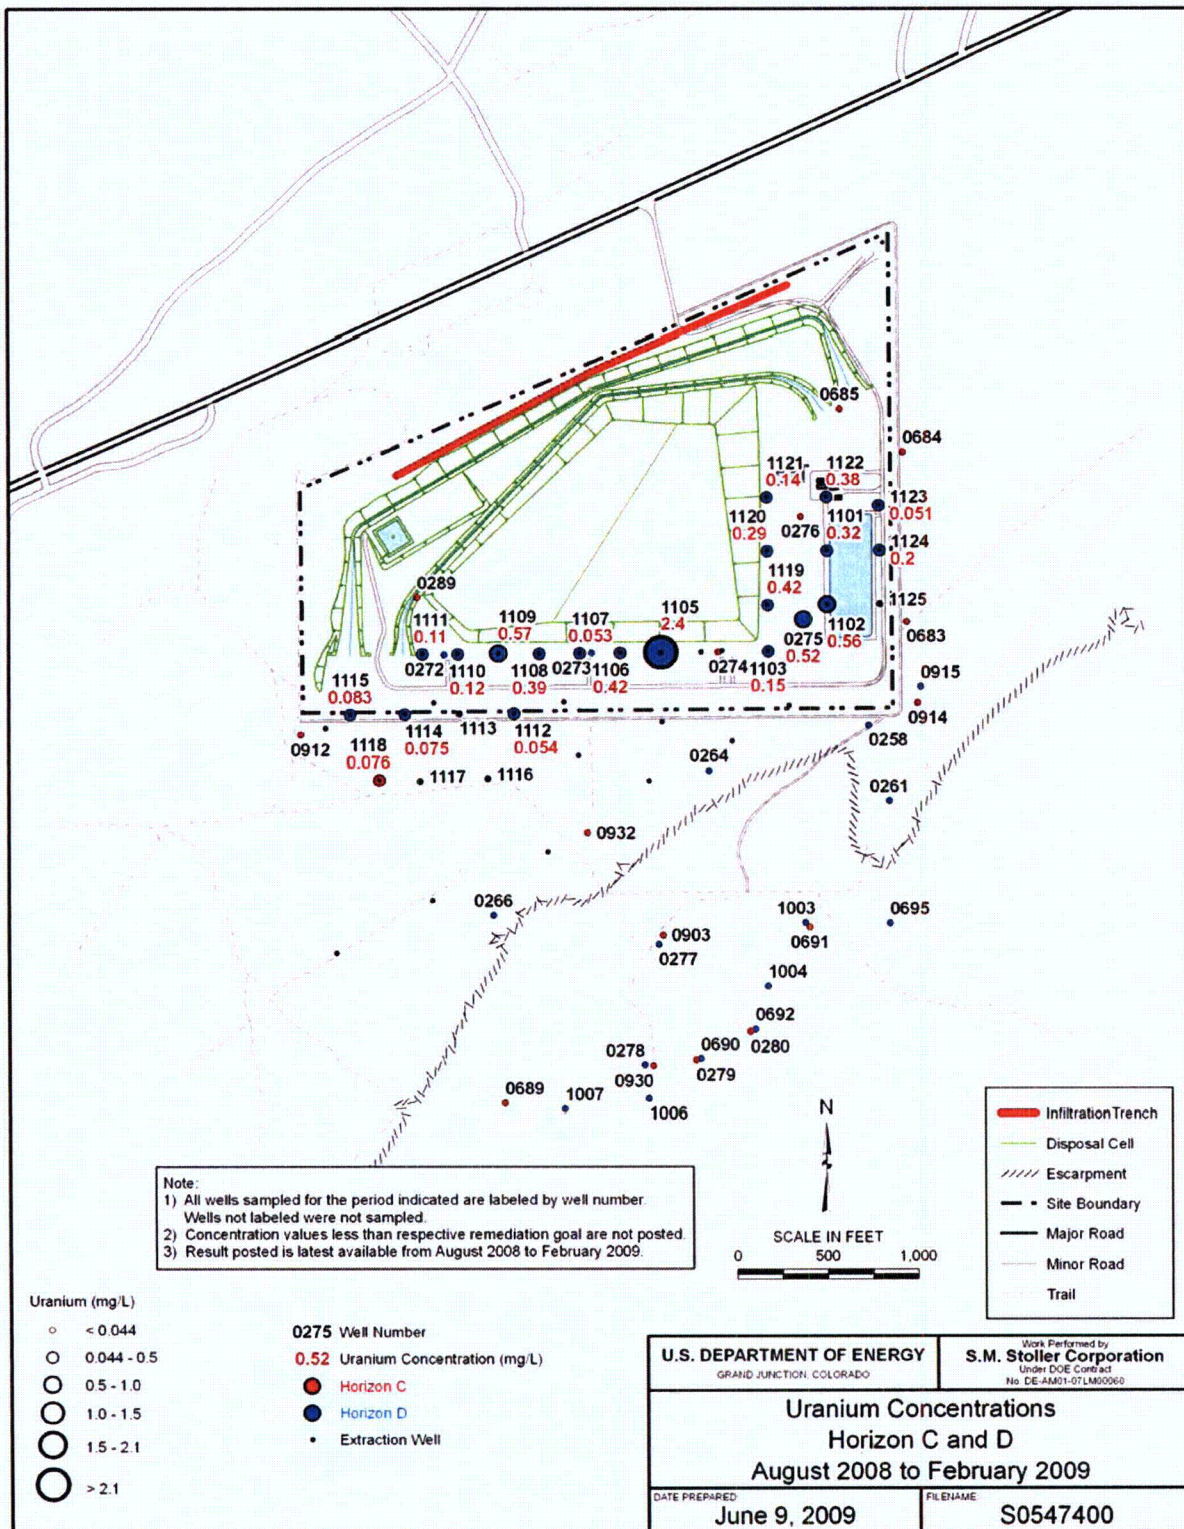 0685
0684
1121
0.14
1122
0.38
1123
0.051
1120
0.29
0276
1101
0.32
1124
0.2
0289
1119
0.42
1125
1111
0.11
1109
0.57
1107
0.053
1105
2.4
0275
0.52
1102
0.56
0683
0272
1110
0.12
1108
0.39
0273
1106
0.42
0274
1103
0.15
0915
0914
1115
0.083
0912
1118
0.076
1114
0.075
1113
1112
0.054
0258
0264
0261
1117
1116
0932
0266
1003
0691
0695
0903
0277
1004
0692
0280
0278
0930
0690
0279
0689
1007
1006
N
SCALE IN FEET
0 500 1,000
Infiltration Trench
Disposal Cell
Escarpment
Site Boundary
Major Road
Minor Road
Trail
Note:
1) All wells sampled for the period indicated are labeled by well number.
Wells not labeled were not sampled.
2) Concentration values less than respective remediation goal are not posted.
3) Result posted is latest available from August 2008 to February 2009.
Uranium (mg/L)
< 0.044
0.044 - 0.5
0.5 - 1.0
1.0 - 1.5
1.5 - 2.1
> 2.1
0275 Well Number
0.52 Uranium Concentration (mg/L)
Horizon C
Horizon D
Extraction Well
U.S. DEPARTMENT OF ENERGY
GRAND JUNCTION, COLORADO
Work Performed by
S.M. Stoller Corporation
Under DOE Contract
No. DE-AM01-07LM00060
Uranium Concentrations
Horizon C and D
August 2008 to February 2009
DATE PREPARED:
June 9, 2009
FILENAME:
S0547400